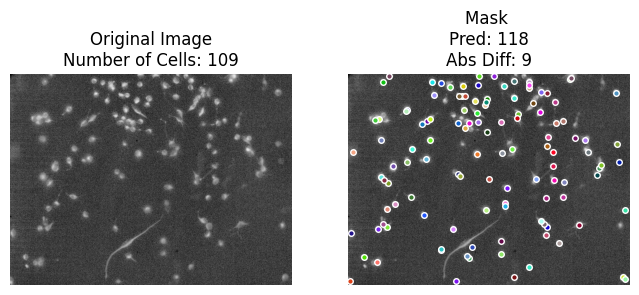 Original Image
Number of Cells: 109
Mask
Pred: 118
Abs Diff: 9